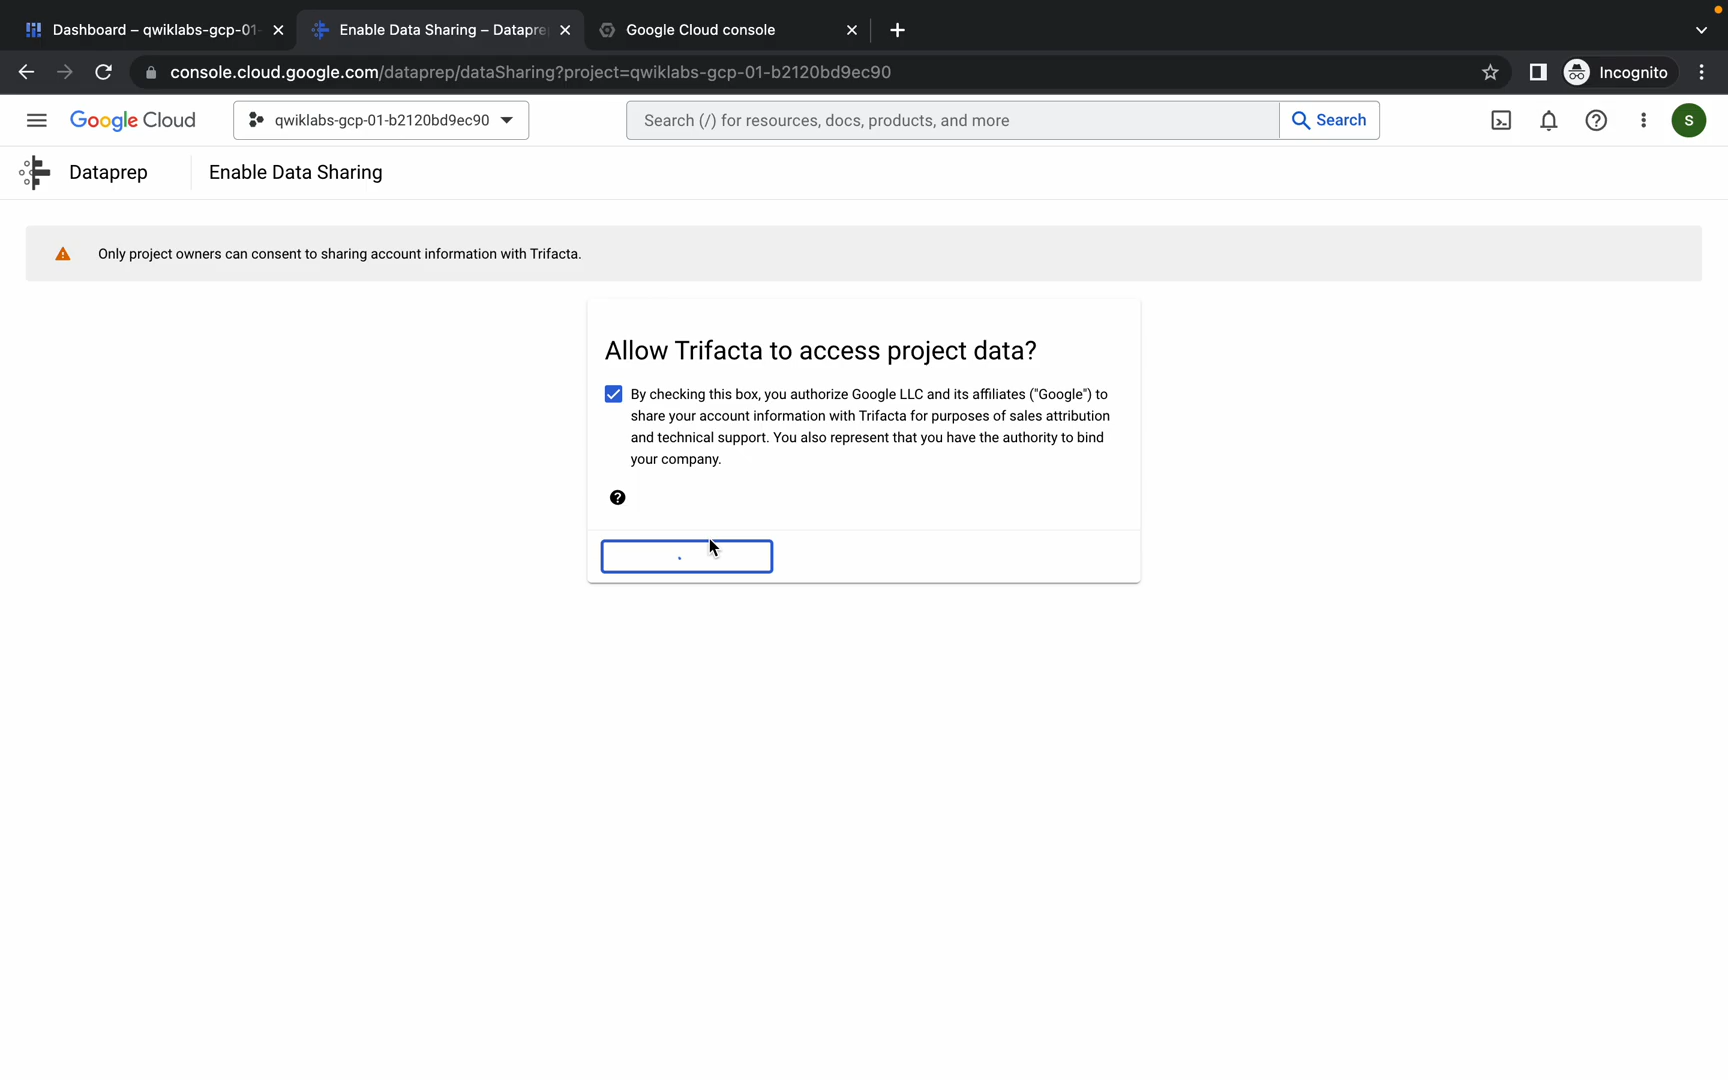 Dashboard – qwiklabs-gcp-01-
Enable Data Sharing – Datapre
Google Cloud console
console.cloud.google.com/dataprep/dataSharing?project=qwiklabs-gcp-01-b2120bd9ec90
Incognito
Google Cloud
qwiklabs-gcp-01-b2120bd9ec90
Search (/) for resources, docs, products, and more
Search
S
Dataprep
Enable Data Sharing
Only project owners can consent to sharing account information with Trifacta.
Allow Trifacta to access project data?
By checking this box, you authorize Google LLC and its affiliates ("Google") to
share your account information with Trifacta for purposes of sales attribution
and technical support. You also represent that you have the authority to bind
your company.